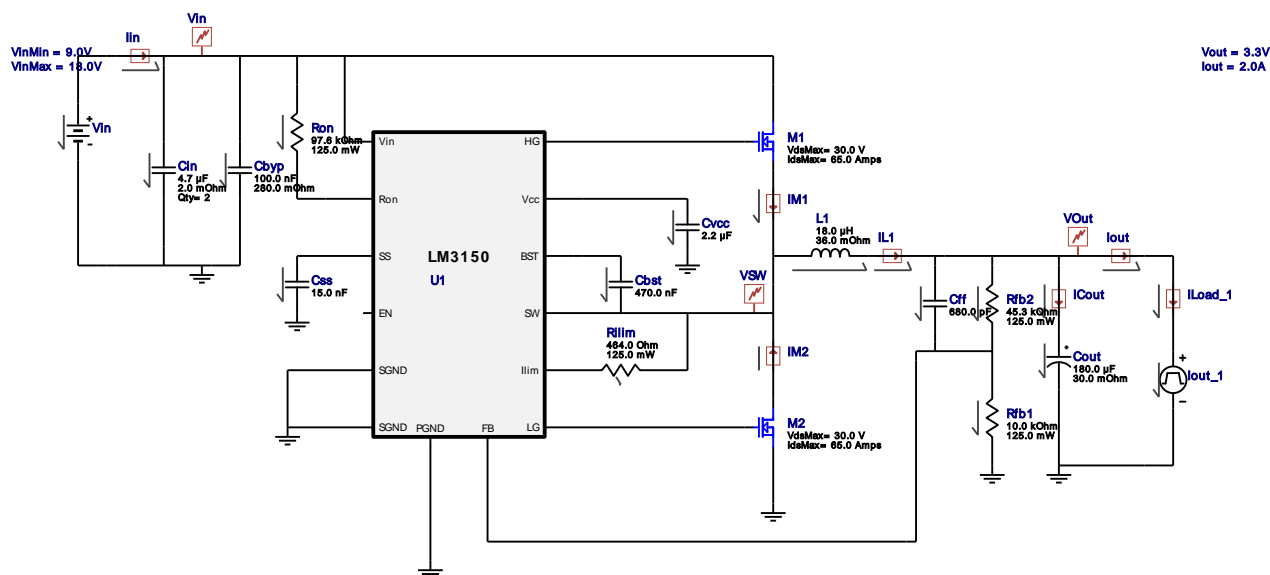 Vin
Iin
VinMin = 9.0V
VinMax = 18.0V
Vout = 3.3V
Iout = 2.0A
+
Vin
-
Cin
4.7 µF
2.0 mOhm
Qty= 2
Cbyp
100.0 nF
280.0 mOhm
Ron
97.6 kOhm
125.0 mW
Vin
HG
Ron
Vcc
SS
LM3150
BST
U1
EN
SW
SGND
Ilim
SGND
PGND
FB
LG
Css
15.0 nF
M1
VdsMax= 30.0 V
IdsMax= 65.0 Amps
IM1
Cvcc
2.2 µF
Cbst
470.0 nF
VSW
Rilim
464.0 Ohm
125.0 mW
L1
18.0 µH
36.0 mOhm
IL1
VOut
Iout
IM2
M2
VdsMax= 30.0 V
IdsMax= 65.0 Amps
Cff
680.0 pF
Rfb2
45.3 kOhm
125.0 mW
ICout
ILoad_1
Cout
180.0 µF
30.0 mOhm
+
Iout_1
−
Rfb1
10.0 kOhm
125.0 mW